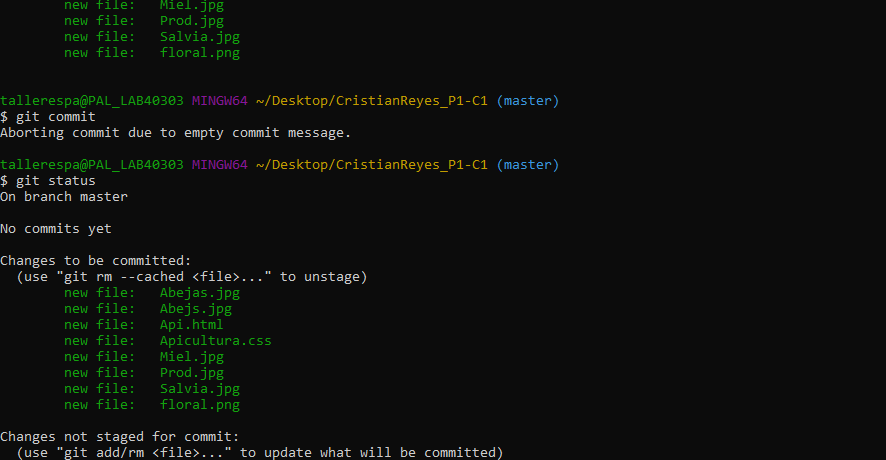 new file:   Miel.jpg
new file:   Prod.jpg
new file:   Salvia.jpg
new file:   floral.png
tallerespa@PAL_LAB40303 MINGW64 ~/Desktop/CristianReyes_P1-C1 (master)
$ git commit
Aborting commit due to empty commit message.
tallerespa@PAL_LAB40303 MINGW64 ~/Desktop/CristianReyes_P1-C1 (master)
$ git status
On branch master
No commits yet
Changes to be committed:
(use "git rm --cached <file>..." to unstage)
new file:   Abejas.jpg
new file:   Abejs.jpg
new file:   Api.html
new file:   Apicultura.css
new file:   Miel.jpg
new file:   Prod.jpg
new file:   Salvia.jpg
new file:   floral.png
Changes not staged for commit:
(use "git add/rm <file>..." to update what will be committed)